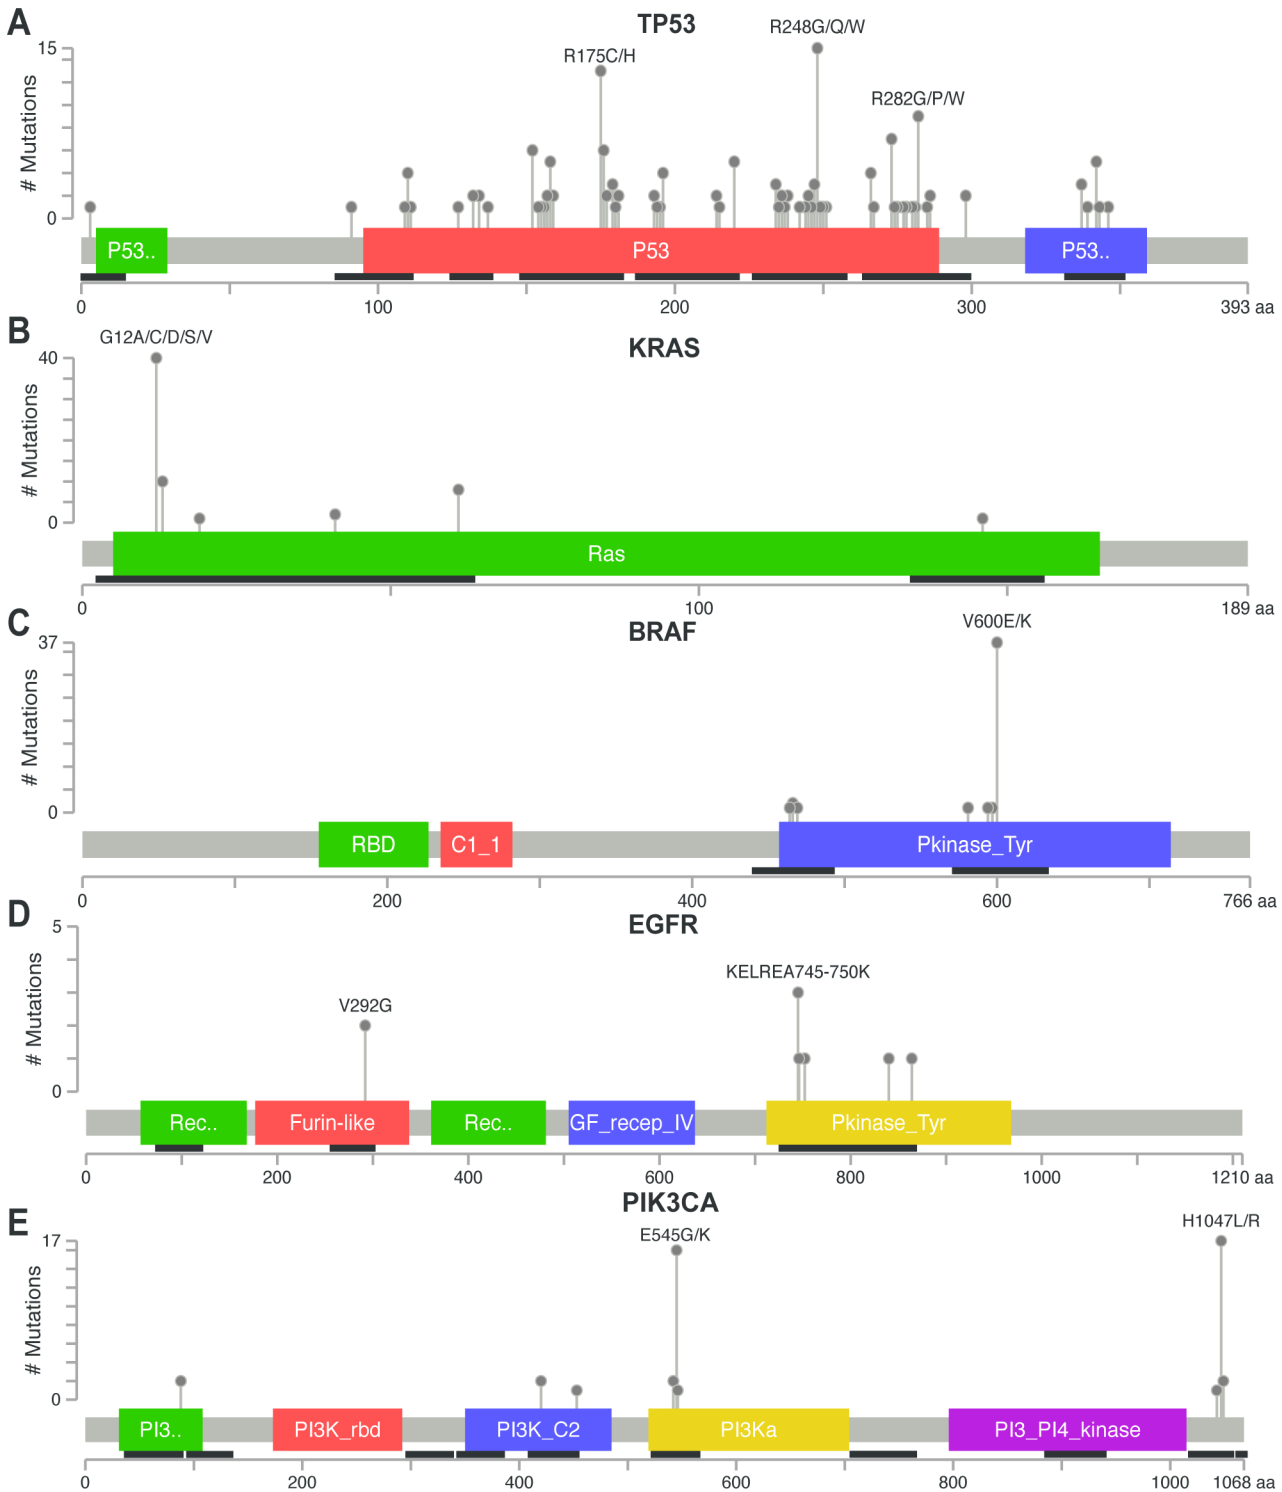 A
TP53
R248G/Q/W
R175C/H
R282G/P/W
15
# Mutations
0
P53..
P53
P53..
0
100
200
300
393 aa
B
KRAS
G12A/C/D/S/V
40
# Mutations
0
Ras
0
100
189 aa
C
BRAF
V600E/K
37
# Mutations
0
RBD
C1_1
Pkinase_Tyr
0
200
400
600
766 aa
D
EGFR
5
KELREA745-750K
V292G
# Mutations
0
Rec..
Furin-like
Rec..
GF_recep_IV
Pkinase_Tyr
0
200
400
600
800
1000
1210 aa
E
PIK3CA
H1047L/R
E545G/K
17
# Mutations
0
PI3..
PI3K_rbd
PI3K_C2
PI3Ka
PI3_PI4_kinase
0
200
400
600
800
1000
1068 aa